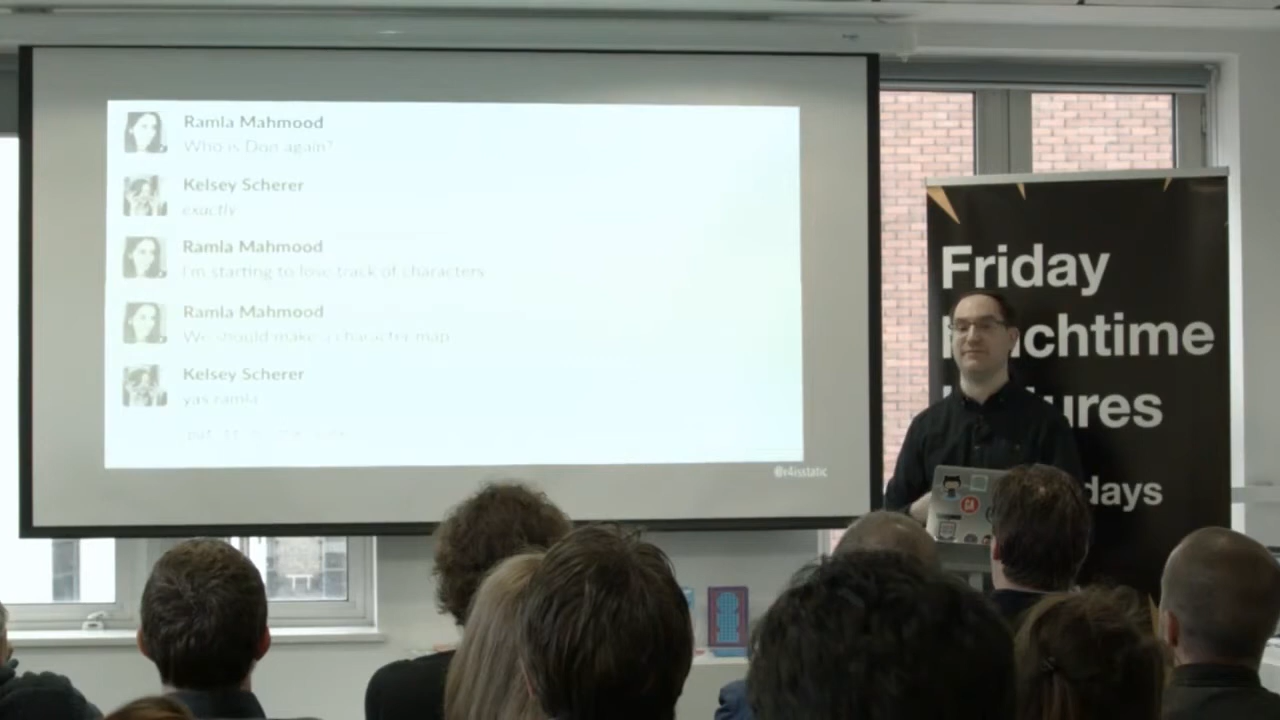 Ramla Mahmood
Who is Don again?
Kelsey Scherer
exactly
Ramla Mahmood
I'm starting to lose track of characters
Ramla Mahmood
We should make a character map
Kelsey Scherer
yas ramla
@r4isstatic
Friday
chtime
ures
days